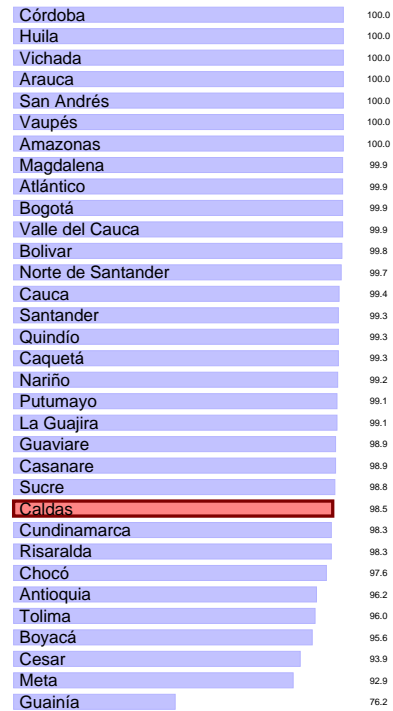 Córdoba 100.0
Huila 100.0
Vichada 100.0
Arauca 100.0
San Andrés 100.0
Vaupés 100.0
Amazonas 100.0
Magdalena 99.9
Atlántico 99.9
Bogotá 99.9
Valle del Cauca 99.9
Bolivar 99.8
Norte de Santander 99.7
Cauca 99.4
Santander 99.3
Quindío 99.3
Caquetá 99.3
Nariño 99.2
Putumayo 99.1
La Guajira 99.1
Guaviare 98.9
Casanare 98.9
Sucre 98.8
Caldas 98.5
Cundinamarca 98.3
Risaralda 98.3
Chocó 97.6
Antioquia 96.2
Tolima 96.0
Boyacá 95.6
Cesar 93.9
Meta 92.9
Guainía 76.2